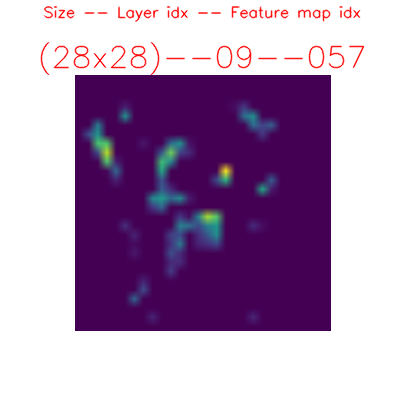 Size -- Layer idx -- Feature map idx
(28x28)--09--057